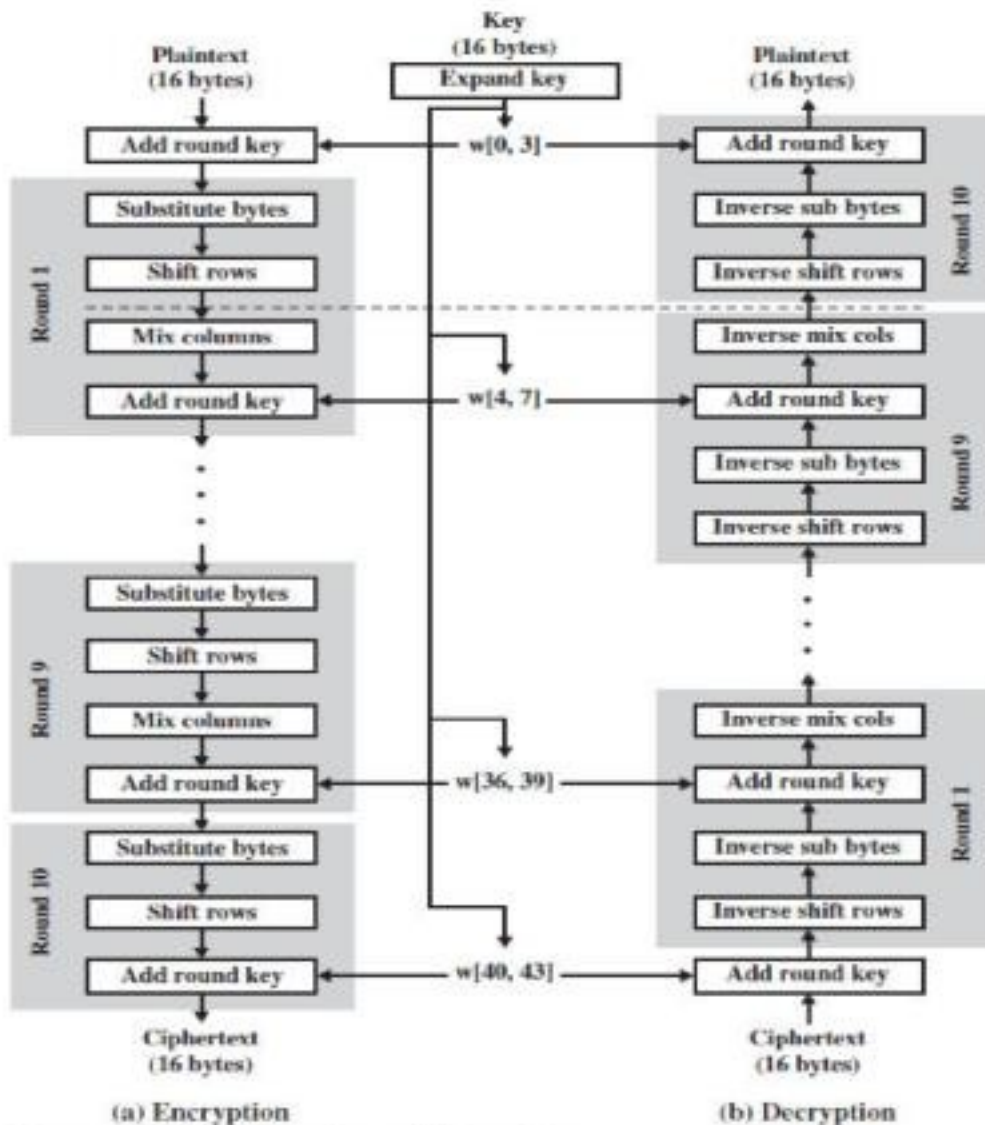 Plaintext
(16 bytes)
Add round key
Round 1
Substitute bytes
Shift rows
Mix columns
Add round key
Round 9
Substitute bytes
Shift rows
Mix columns
Add round key
Round 10
Substitute bytes
Shift rows
Add round key
Ciphertext
(16 bytes)
(a) Encryption
Key
(16 bytes)
Expand key
w[0, 3]
w[4, 7]
w[36, 39]
w[40, 43]
Plaintext
(16 bytes)
Add round key
Inverse sub bytes
Inverse shift rows
Round 10
Inverse mix cols
Add round key
Inverse sub bytes
Inverse shift rows
Round 9
Inverse mix cols
Add round key
Inverse sub bytes
Inverse shift rows
Round 1
Add round key
Ciphertext
(16 bytes)
(b) Decryption